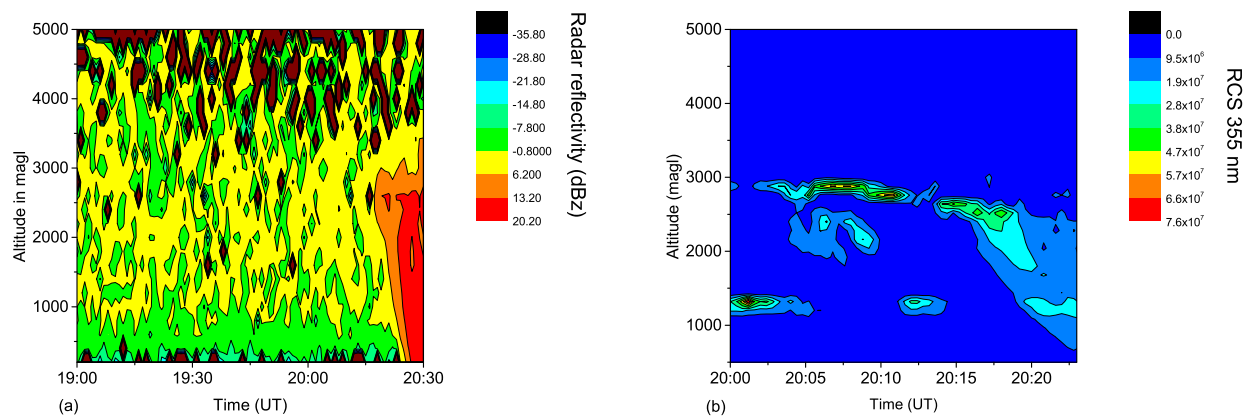 5000
4000
3000
2000
1000
Altitude in magl
19:00
19:30
20:00
20:30
Time (UT)
(a)
-35.80
-28.80
-21.80
-14.80
-7.800
-0.8000
6.200
13.20
20.20
Radar reflectivity (dBz)
5000
4000
3000
2000
1000
Altitude (magl)
20:00
20:05
20:10
20:15
20:20
Time (UT)
(b)
0.0
9.5x10⁶
1.9x10⁷
2.8x10⁷
3.8x10⁷
4.7x10⁷
5.7x10⁷
6.6x10⁷
7.6x10⁷
RCS 355 nm